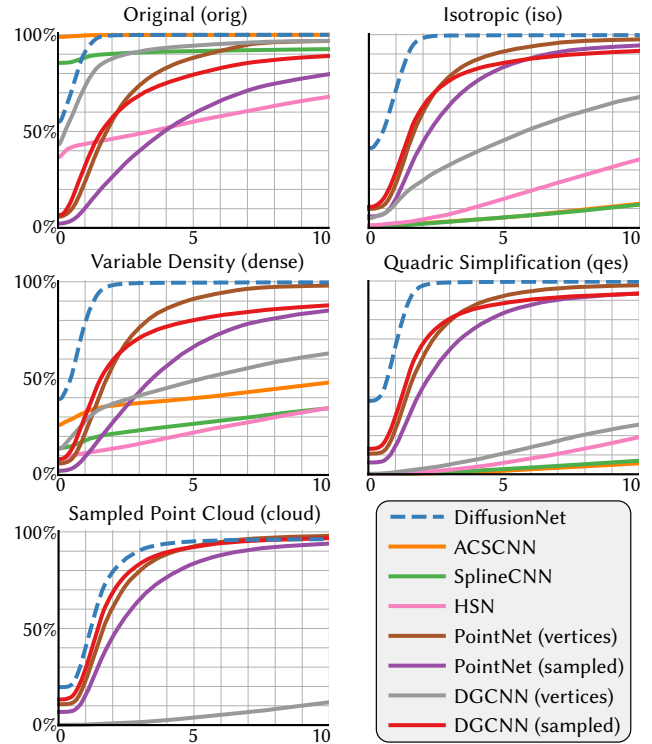 Original (orig)
100%
50%
0%
0 5 10
Isotropic (iso)
0 5 10
Variable Density (dense)
100%
50%
0%
0 5 10
Quadric Simplification (qes)
0 5 10
Sampled Point Cloud (cloud)
100%
50%
0%
0 5 10
DiffusionNet
ACSCNN
SplineCNN
HSN
PointNet (vertices)
PointNet (sampled)
DGCNN (vertices)
DGCNN (sampled)